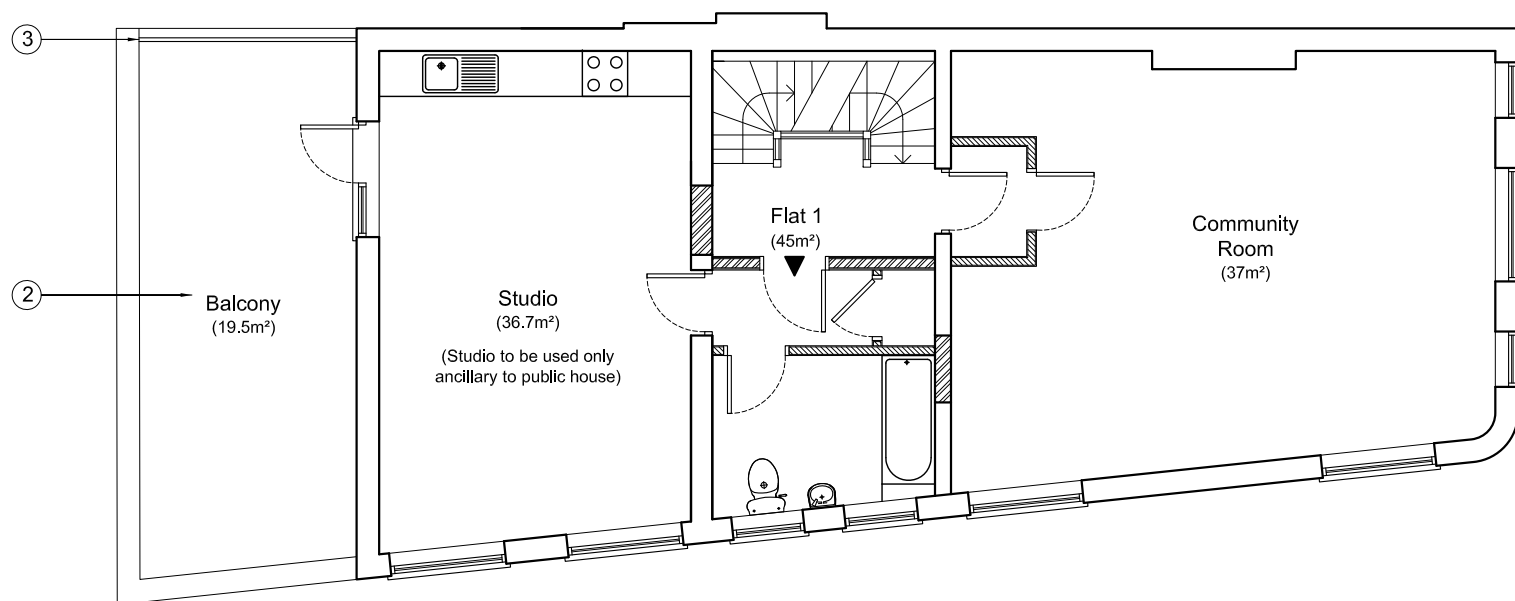 3
2
Balcony
(19.5m²)
Studio
(36.7m²)
(Studio to be used only
ancillary to public house)
Flat 1
(45m²)
Community
Room
(37m²)